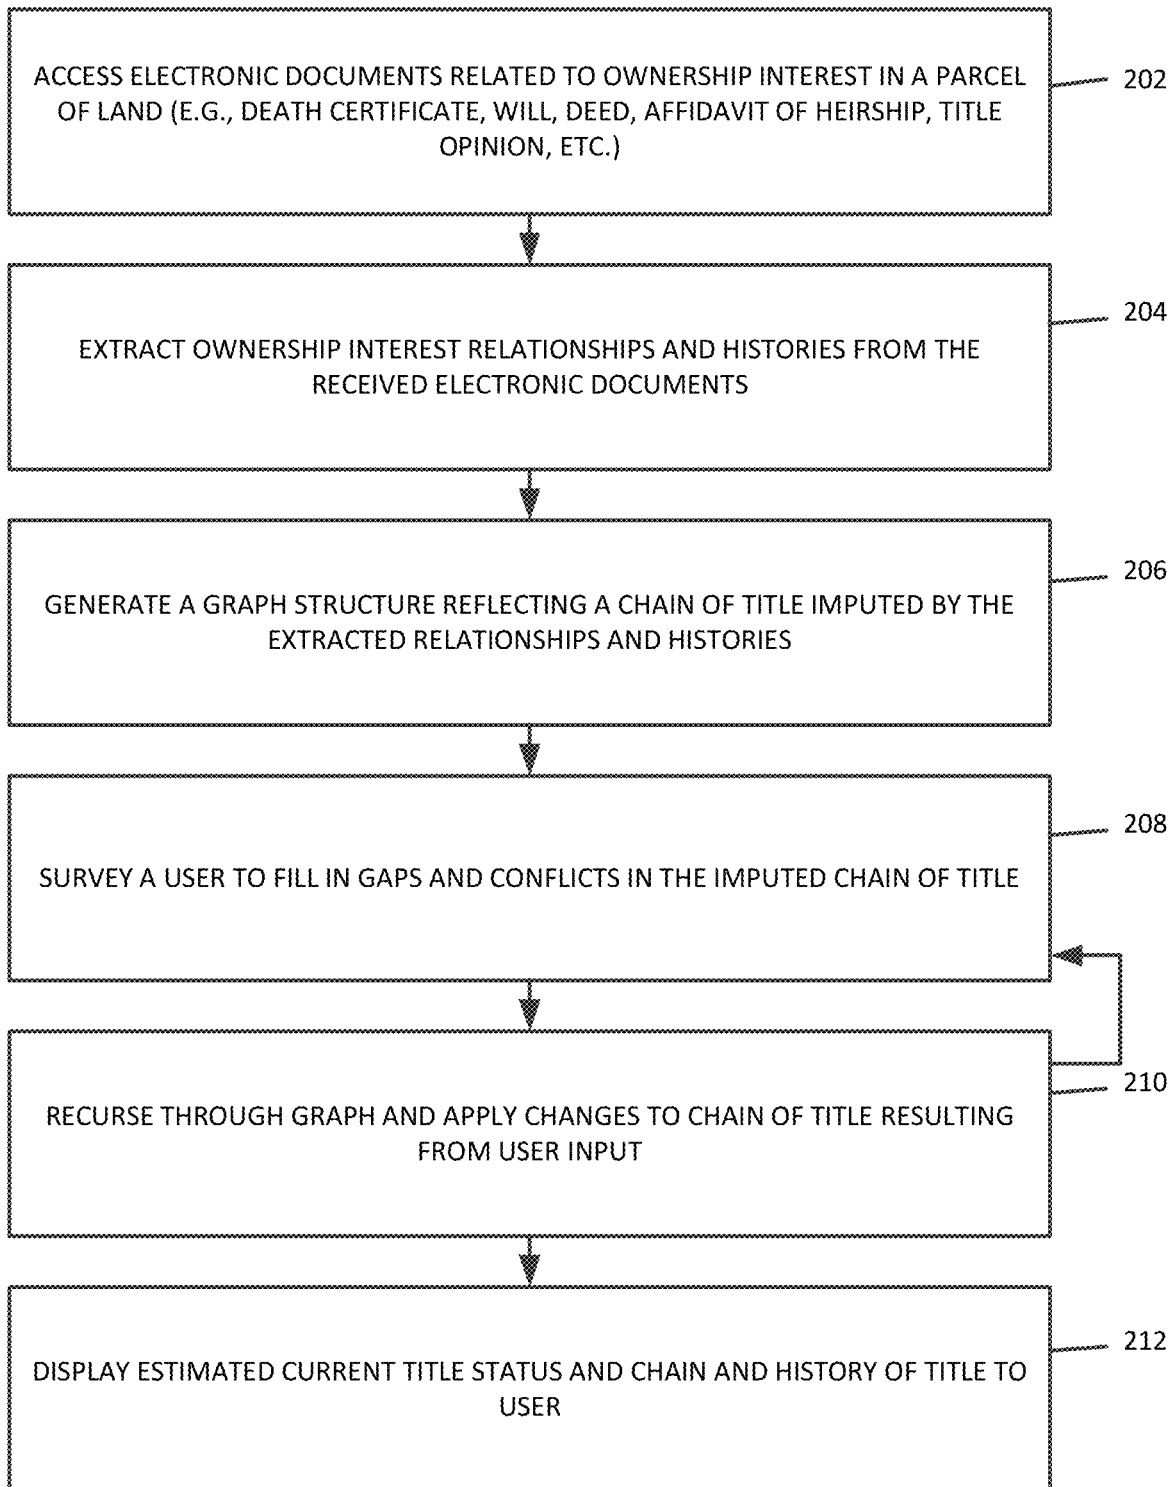 ACCESS ELECTRONIC DOCUMENTS RELATED TO OWNERSHIP INTEREST IN A PARCEL
OF LAND (E.G., DEATH CERTIFICATE, WILL, DEED, AFFIDAVIT OF HEIRSHIP, TITLE
OPINION, ETC.)
202
EXTRACT OWNERSHIP INTEREST RELATIONSHIPS AND HISTORIES FROM THE
RECEIVED ELECTRONIC DOCUMENTS
204
GENERATE A GRAPH STRUCTURE REFLECTING A CHAIN OF TITLE IMPUTED BY THE
EXTRACTED RELATIONSHIPS AND HISTORIES
206
SURVEY A USER TO FILL IN GAPS AND CONFLICTS IN THE IMPUTED CHAIN OF TITLE
208
RECURSE THROUGH GRAPH AND APPLY CHANGES TO CHAIN OF TITLE RESULTING
FROM USER INPUT
210
DISPLAY ESTIMATED CURRENT TITLE STATUS AND CHAIN AND HISTORY OF TITLE TO
USER
212